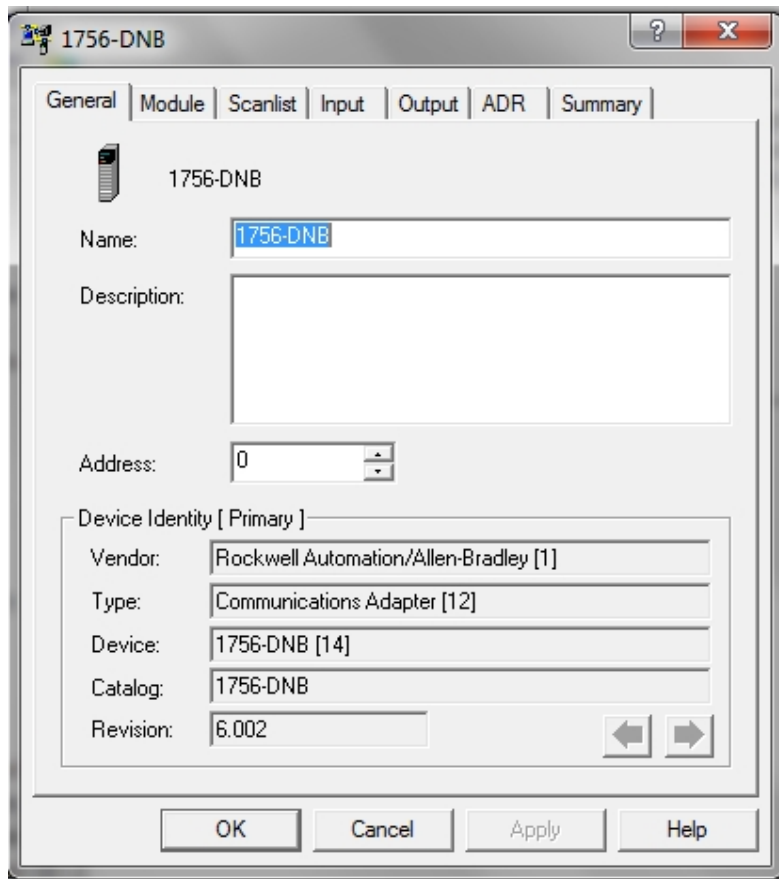 1756-DNB
General Module Scanlist Input Output ADR Summary
1756-DNB
Name: 1756-DNB
Description:
Address: 0
Device Identity [ Primary ]
Vendor: Rockwell Automation/Allen-Bradley [1]
Type: Communications Adapter [12]
Device: 1756-DNB [14]
Catalog: 1756-DNB
Revision: 6.002
OK Cancel Apply Help